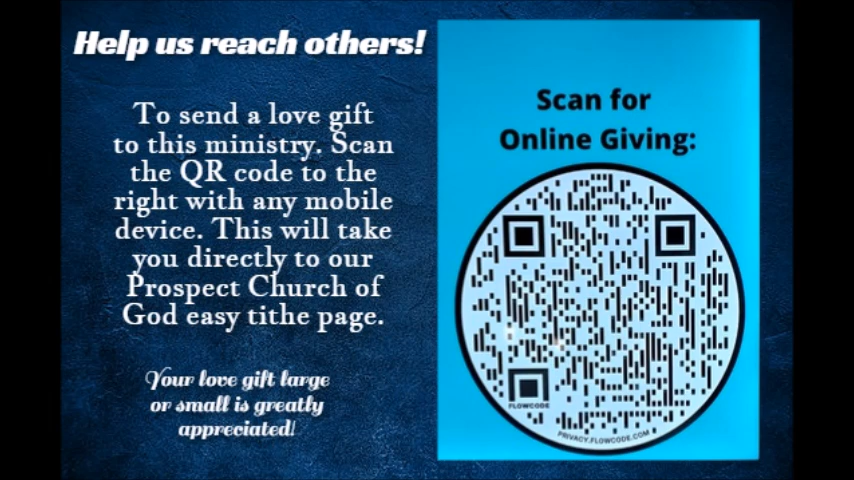 Help us reach others!
To send a love gift
to this ministry. Scan
the QR code to the
right with any mobile
device. This will take
you directly to our
Prospect Church of
God easy tithe page.
Your love gift large
or small is greatly
appreciated!
Scan for
Online Giving:
FLOWCODE
PRIVACY.FLOWCODE.COM